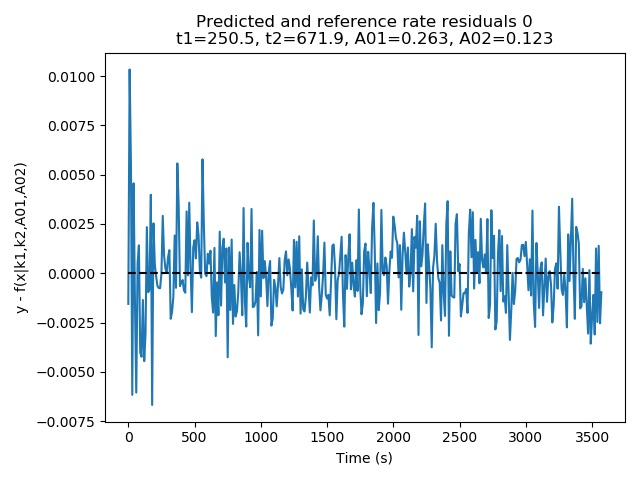 Predicted and reference rate residuals 0
t1=250.5, t2=671.9, A01=0.263, A02=0.123
0.0100
0.0075
0.0050
0.0025
0.0000
−0.0025
−0.0050
−0.0075
y - f(x|k1,k2,A01,A02)
0 500 1000 1500 2000 2500 3000 3500
Time (s)